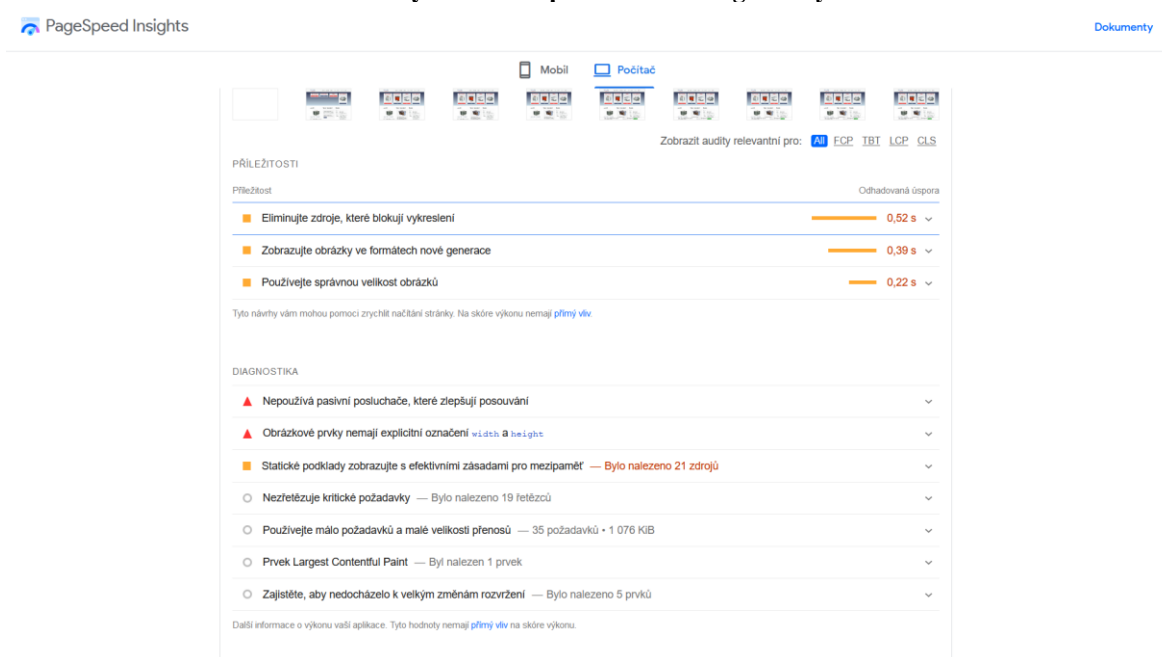 PageSpeed Insights
Dokumenty
Mobil
Počítač
Zobrazit audity relevantní pro: All FCP TBT LCP CLS
PŘÍLEŽITOSTI
Příležitost Odhadovaná úspora
Eliminujte zdroje, které blokují vykreslení 0,52 s
Zobrazujte obrázky ve formátech nové generace 0,39 s
Používejte správnou velikost obrázků 0,22 s
Tyto návrhy vám mohou pomoci zrychlit načítání stránky. Na skóre výkonu nemají přímý vliv.
DIAGNOSTIKA
Nepoužívá pasivní posluchače, které zlepšují posouvání
Obrázkové prvky nemají explicitní označení width a height
Statické podklady zobrazujte s efektivními zásadami pro mezipaměť — Bylo nalezeno 21 zdrojů
Nezřetězuje kritické požadavky — Bylo nalezeno 19 řetězců
Používejte málo požadavků a malé velikosti přenosů — 35 požadavků • 1 076 KiB
Prvek Largest Contentful Paint — Byl nalezen 1 prvek
Zajistěte, aby nedocházelo k velkým změnám rozvržení — Bylo nalezeno 5 prvků
Další informace o výkonu vaší aplikace. Tyto hodnoty nemají přímý vliv na skóre výkonu.